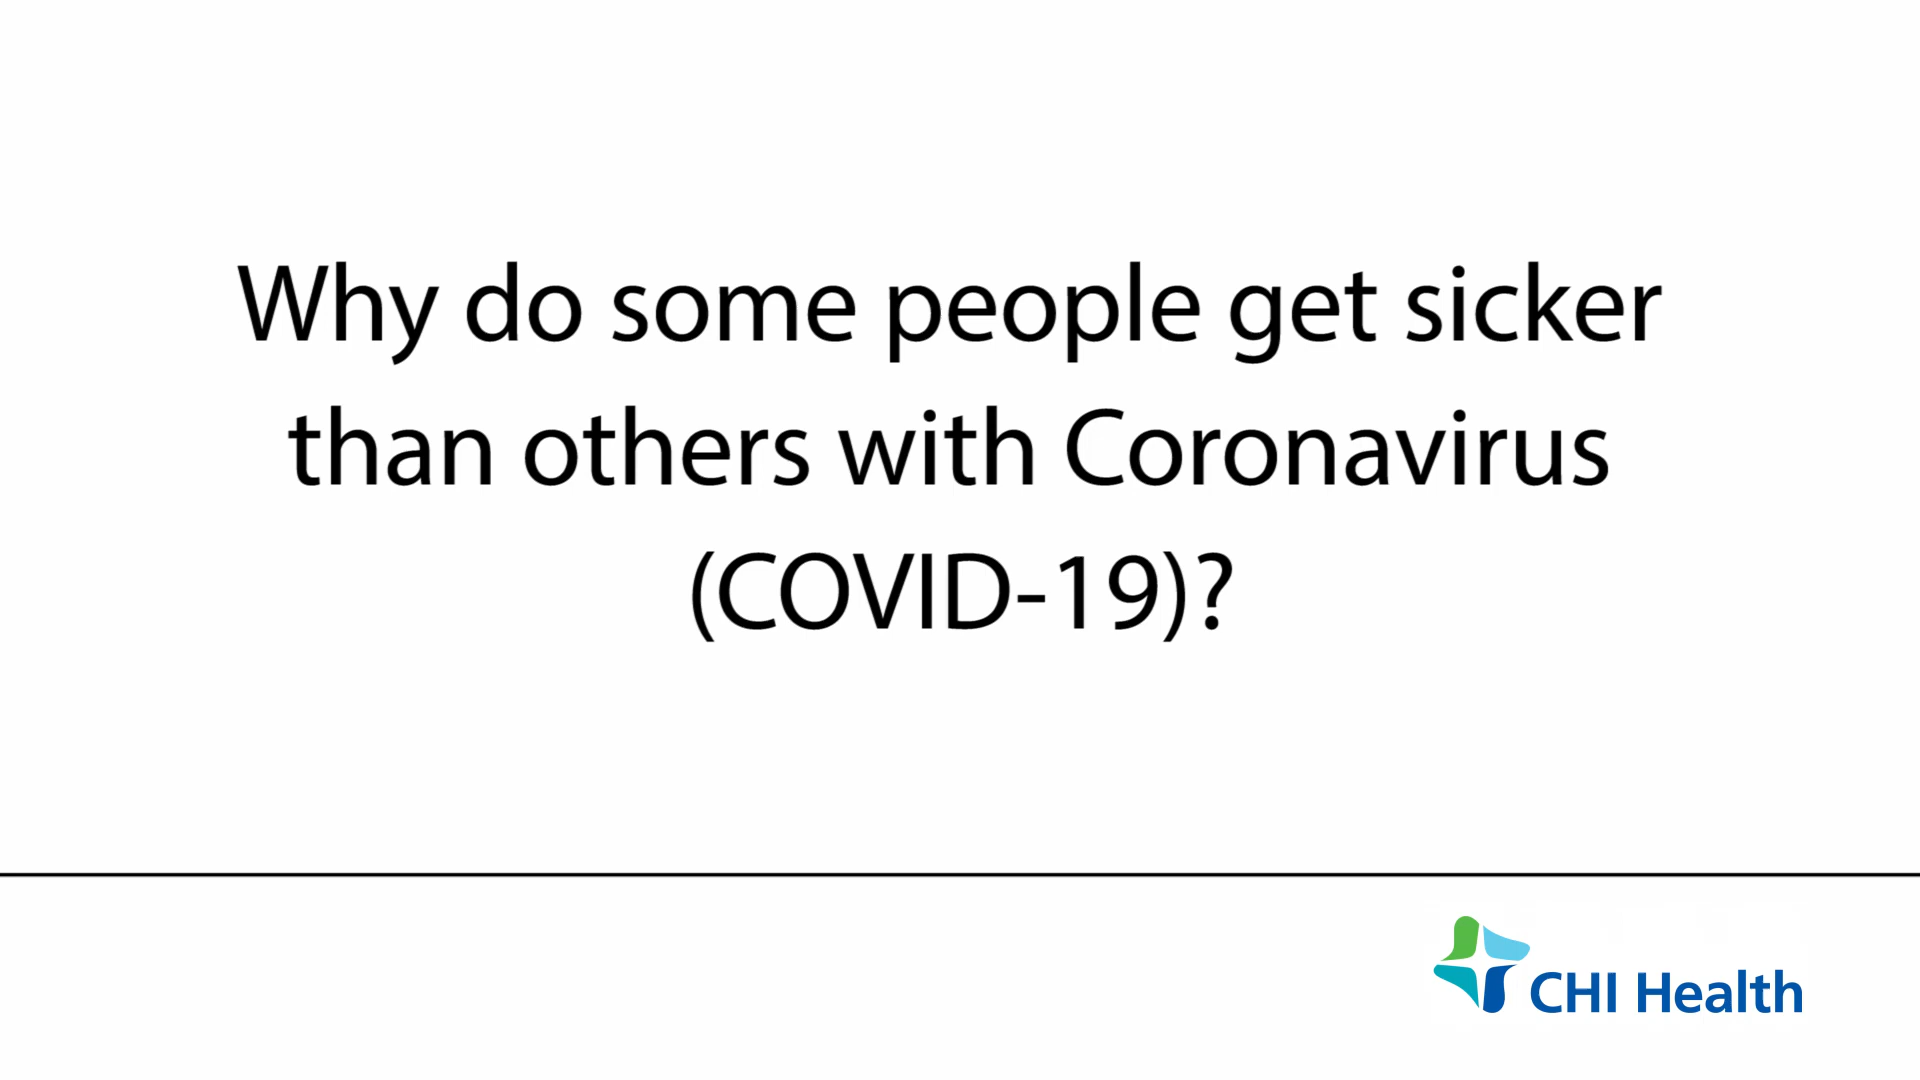 Why do some people get sicker
than others with Coronavirus
(COVID-19)?
CHI Health